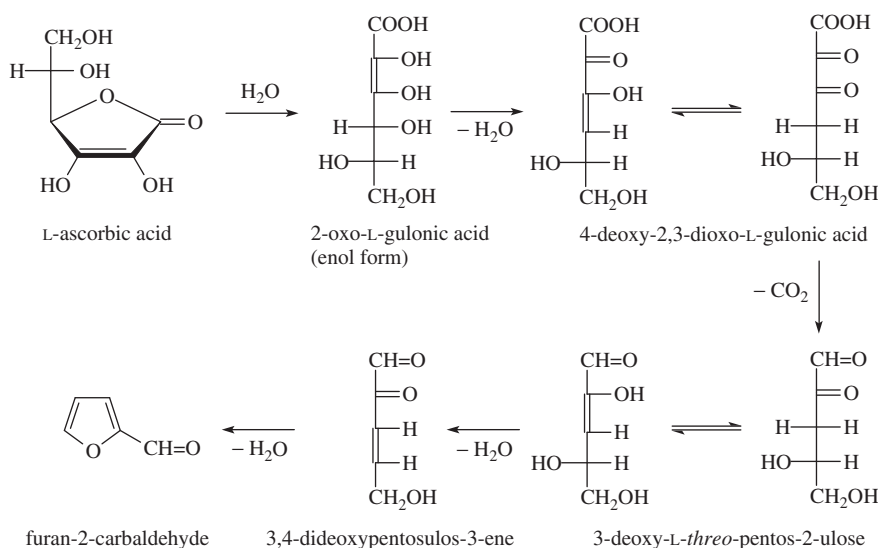 CH₂OH
H OH
O
O
HO OH
L-ascorbic acid
H₂O
COOH
OH
OH
H OH
HO H
CH₂OH
2-oxo-L-gulonic acid
(enol form)
– H₂O
COOH
O
OH
H
HO H
CH₂OH
COOH
O
O
H H
HO H
CH₂OH
4-deoxy-2,3-dioxo-L-gulonic acid
– CO₂
CH=O
O
H H
HO H
CH₂OH
CH=O
OH
H
HO H
CH₂OH
3-deoxy-L-threo-pentos-2-ulose
– H₂O
CH=O
O
H
H
CH₂OH
3,4-dideoxypentosulos-3-ene
– H₂O
O CH=O
furan-2-carbaldehyde